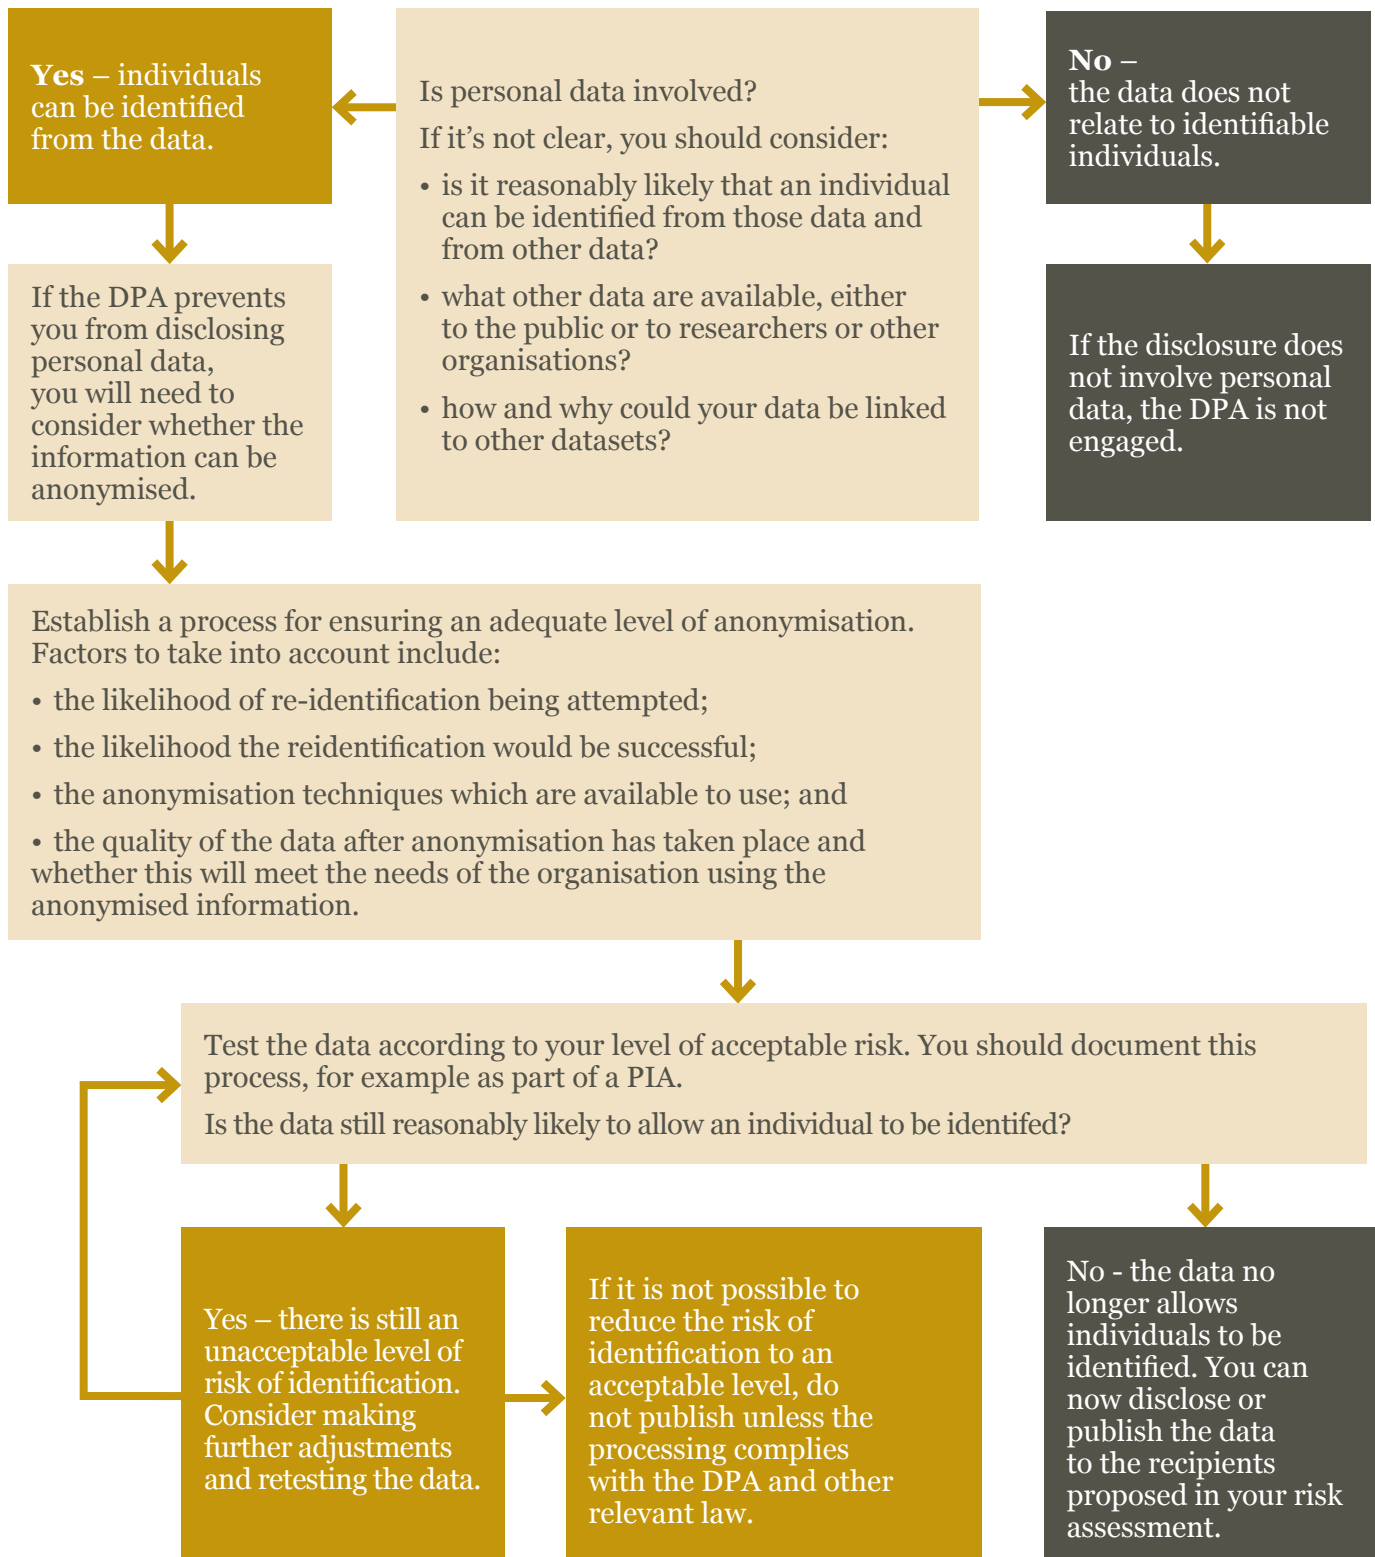 Yes – individuals
can be identified
from the data.
Is personal data involved?
If it’s not clear, you should consider:
• is it reasonably likely that an individual
can be identified from those data and
from other data?
• what other data are available, either
to the public or to researchers or other
organisations?
• how and why could your data be linked
to other datasets?
No –
the data does not
relate to identifiable
individuals.
If the DPA prevents
you from disclosing
personal data,
you will need to
consider whether the
information can be
anonymised.
If the disclosure does
not involve personal
data, the DPA is not
engaged.
Establish a process for ensuring an adequate level of anonymisation.
Factors to take into account include:
• the likelihood of re-identification being attempted;
• the likelihood the reidentification would be successful;
• the anonymisation techniques which are available to use; and
• the quality of the data after anonymisation has taken place and
whether this will meet the needs of the organisation using the
anonymised information.
Test the data according to your level of acceptable risk. You should document this
process, for example as part of a PIA.
Is the data still reasonably likely to allow an individual to be identifed?
Yes – there is still an
unacceptable level of
risk of identification.
Consider making
further adjustments
and retesting the data.
If it is not possible to
reduce the risk of
identification to an
acceptable level, do
not publish unless the
processing complies
with the DPA and other
relevant law.
No - the data no
longer allows
individuals to be
identified. You can
now disclose or
publish the data
to the recipients
proposed in your risk
assessment.